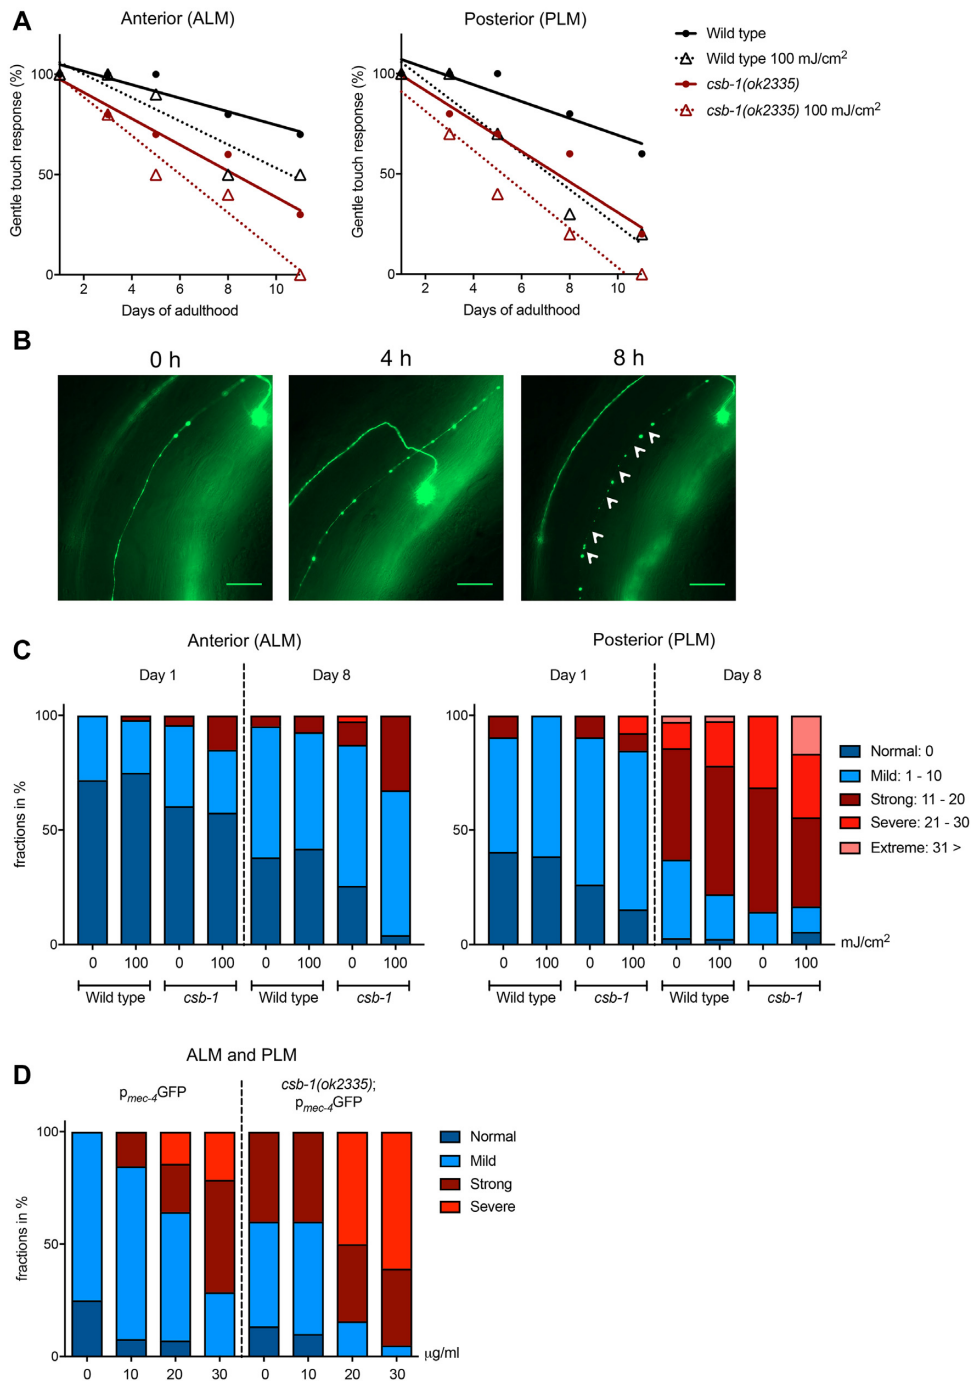 A
Anterior (ALM)
Gentle touch response (%)
100
50
0
2 4 6 8 10
Days of adulthood
Posterior (PLM)
Gentle touch response (%)
100
50
0
2 4 6 8 10
Days of adulthood
Wild type
Wild type 100 mJ/cm²
csb-1(ok2335)
csb-1(ok2335) 100 mJ/cm²
B
0 h
4 h
8 h
C
Anterior (ALM)
Day 1
Day 8
fractions in %
100
50
0
0 100 0 100 0 100 0 100
Wild type csb-1 Wild type csb-1
Posterior (PLM)
Day 1
Day 8
fractions in %
100
50
0
0 100 0 100 0 100 0 100
mJ/cm²
Wild type csb-1 Wild type csb-1
Normal: 0
Mild: 1 - 10
Strong: 11 - 20
Severe: 21 - 30
Extreme: 31 >
D
ALM and PLM
pmec-4GFP
csb-1(ok2335);
pmec-4GFP
fractions in %
100
50
0
0 10 20 30 0 10 20 30
µg/ml
Normal
Mild
Strong
Severe